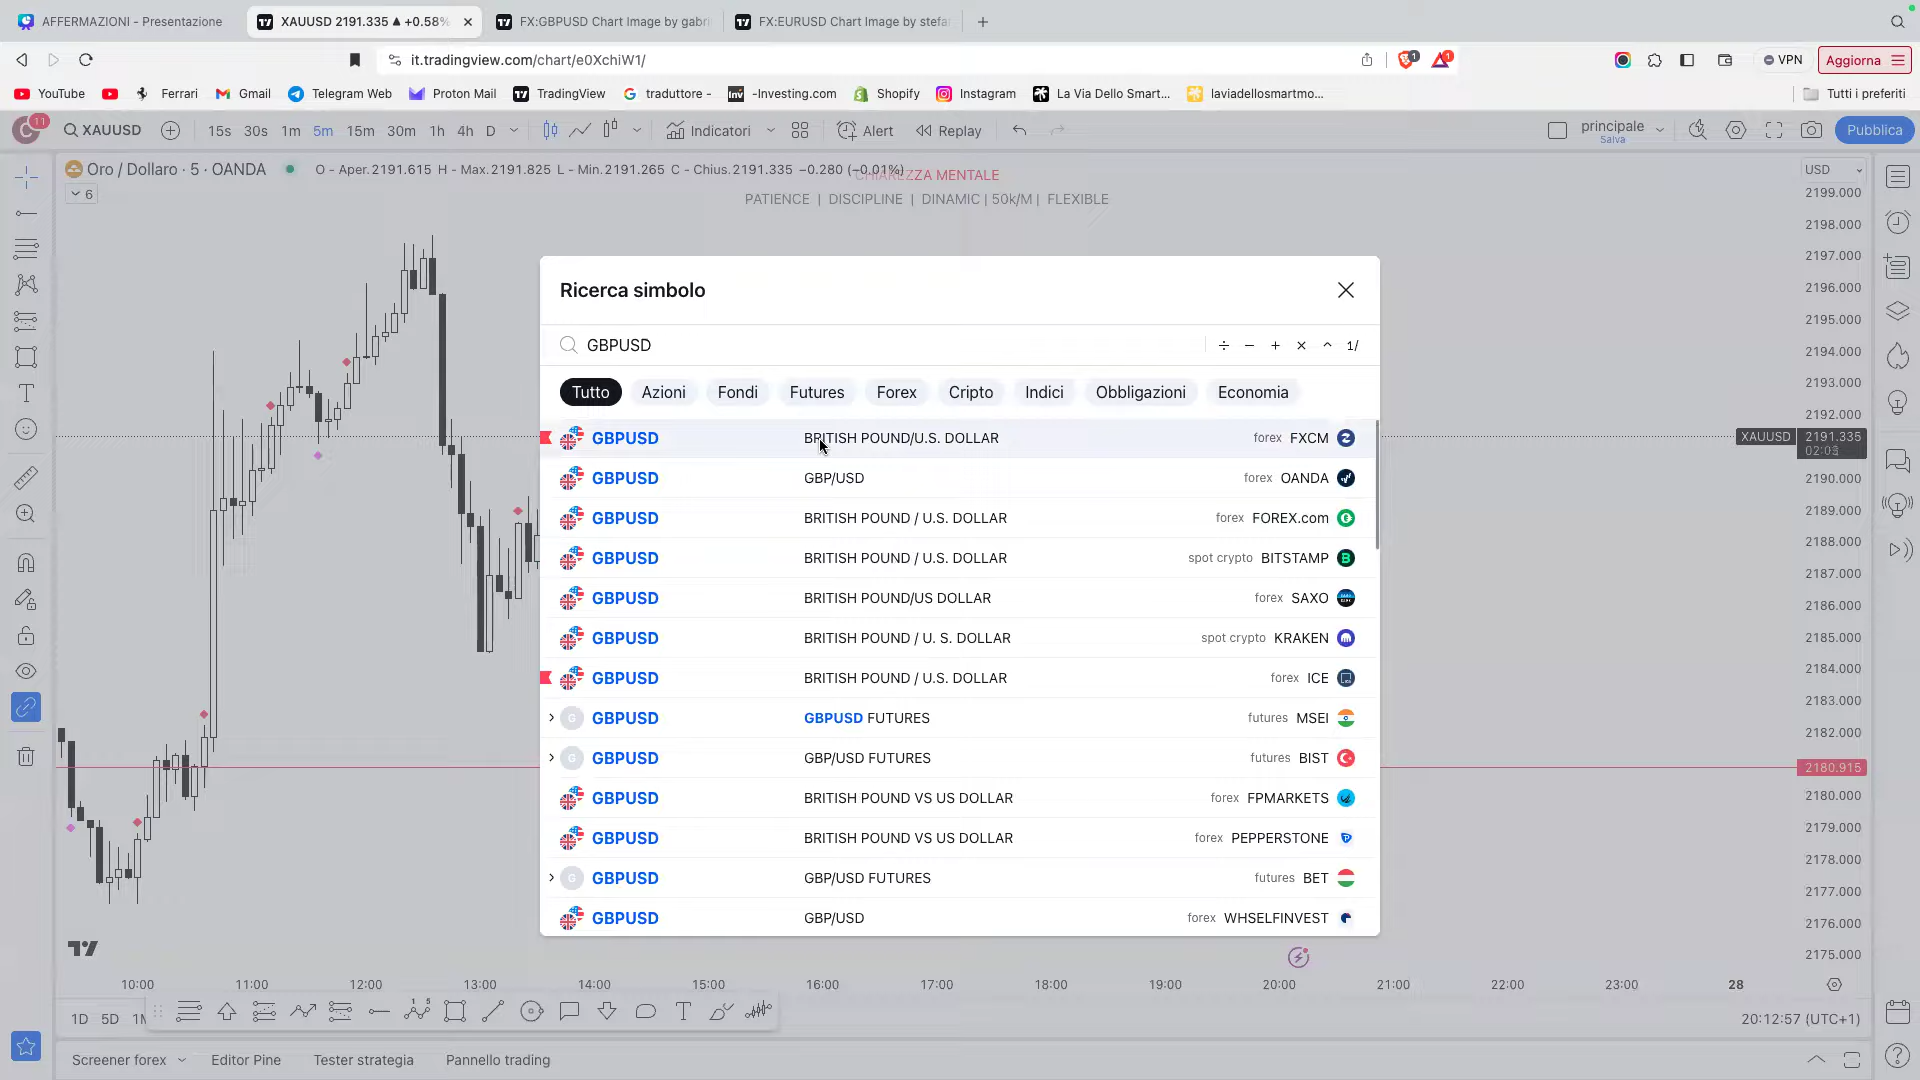 AFFERMAZIONI - Presentazione
XAUUSD 2191.335 ▲ +0.58%
FX:GBPUSD Chart Image by gabri
FX:EURUSD Chart Image by stefa
it.tradingview.com/chart/e0XchiW1/
1
1
VPN
Aggiorna
YouTube
Ferrari
Gmail
Telegram Web
Proton Mail
TradingView
traduttore -
-Investing.com
Shopify
Instagram
La Via Dello Smart...
laviadellosmartmo...
Tutti i preferiti
C
11
XAUUSD
15s 30s 1m 5m 15m 30m 1h 4h D
Indicatori
Alert
Replay
principale
Salva
Pubblica
Oro / Dollaro · 5 · OANDA
O - Aper.2191.615 H - Max.2191.825 L - Min.2191.265 C - Chius.2191.335 −0.280 (−0.01%)
CHIAREZZA MENTALE
6
PATIENCE | DISCIPLINE | DINAMIC | 50k/M | FLEXIBLE
Ricerca simbolo
GBPUSD
÷ − + × ^ 1/
Tutto Azioni Fondi Futures Forex Cripto Indici Obbligazioni Economia
GBPUSD BRITISH POUND/U.S. DOLLAR forex FXCM
GBPUSD GBP/USD forex OANDA
GBPUSD BRITISH POUND / U.S. DOLLAR forex FOREX.com
GBPUSD BRITISH POUND / U.S. DOLLAR spot crypto BITSTAMP
GBPUSD BRITISH POUND/US DOLLAR forex SAXO
GBPUSD BRITISH POUND / U. S. DOLLAR spot crypto KRAKEN
GBPUSD BRITISH POUND / U.S. DOLLAR forex ICE
G GBPUSD GBPUSD FUTURES futures MSEI
G GBPUSD GBP/USD FUTURES futures BIST
GBPUSD BRITISH POUND VS US DOLLAR forex FPMARKETS
GBPUSD BRITISH POUND VS US DOLLAR forex PEPPERSTONE
G GBPUSD GBP/USD FUTURES futures BET
GBPUSD GBP/USD forex WHSELFINVEST
USD
2199.000
2198.000
2197.000
2196.000
2195.000
2194.000
2193.000
2192.000
XAUUSD 2191.335
2190.000
2189.000
2188.000
2187.000
2186.000
2185.000
2184.000
2183.000
2182.000
2180.915
2180.000
2179.000
2178.000
2177.000
2176.000
2175.000
10:00 11:00 12:00 13:00 14:00 15:00 16:00 17:00 18:00 19:00 20:00 21:00 22:00 23:00 28
1D 5D
20:12:57 (UTC+1)
Screener forex
Editor Pine
Tester strategia
Pannello trading